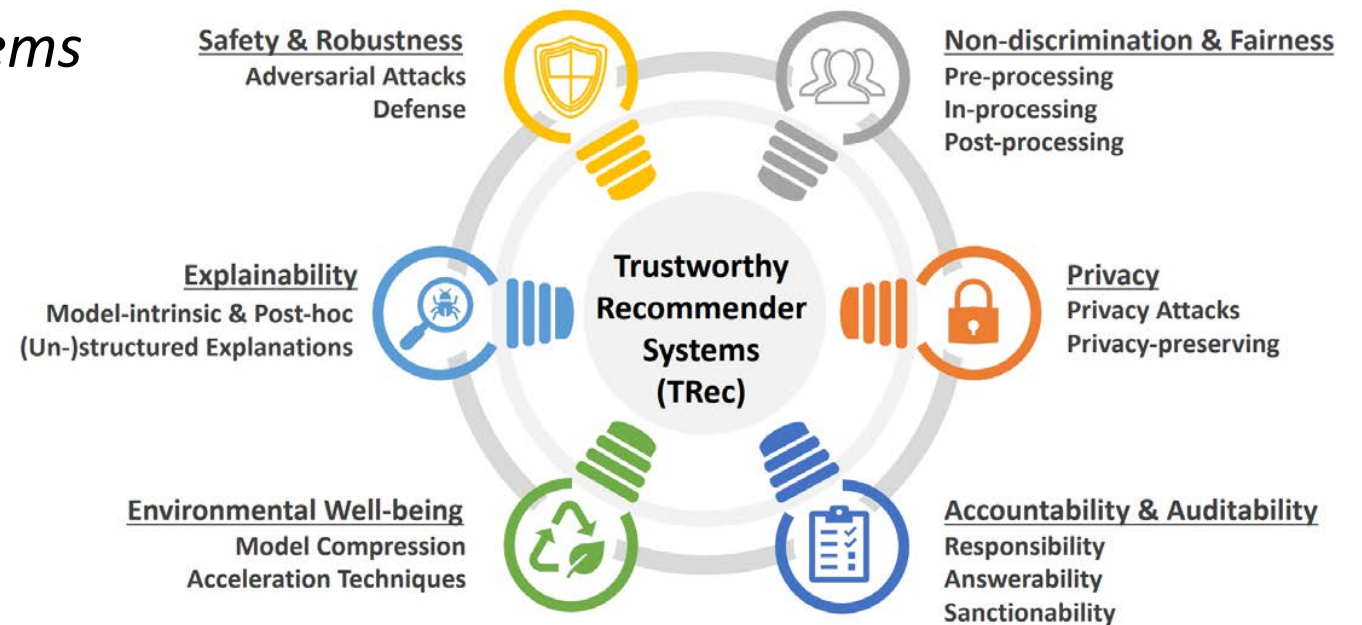 ems
Safety & Robustness
Adversarial Attacks
Defense
Non-discrimination & Fairness
Pre-processing
In-processing
Post-processing
Explainability
Model-intrinsic & Post-hoc
(Un-)structured Explanations
Trustworthy
Recommender
Systems
(TRec)
Privacy
Privacy Attacks
Privacy-preserving
Environmental Well-being
Model Compression
Acceleration Techniques
Accountability & Auditability
Responsibility
Answerability
Sanctionability